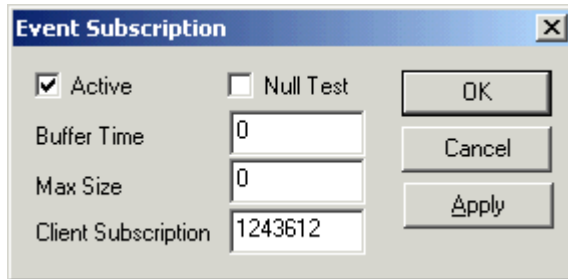 Event Subscription
Active Null Test OK
Buffer Time 0
Cancel
Max Size 0
Apply
Client Subscription 1243612